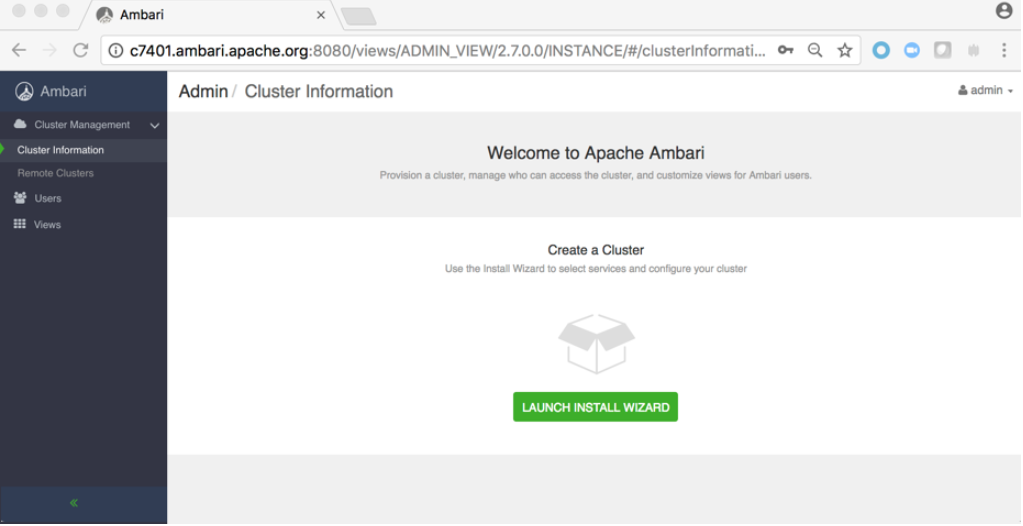 Ambari
c7401.ambari.apache.org:8080/views/ADMIN_VIEW/2.7.0.0/INSTANCE/#/clusterInformati...
Ambari
Admin / Cluster Information
admin
Cluster Management
Cluster Information
Remote Clusters
Users
Views
Welcome to Apache Ambari
Provision a cluster, manage who can access the cluster, and customize views for Ambari users.
Create a Cluster
Use the Install Wizard to select services and configure your cluster
LAUNCH INSTALL WIZARD